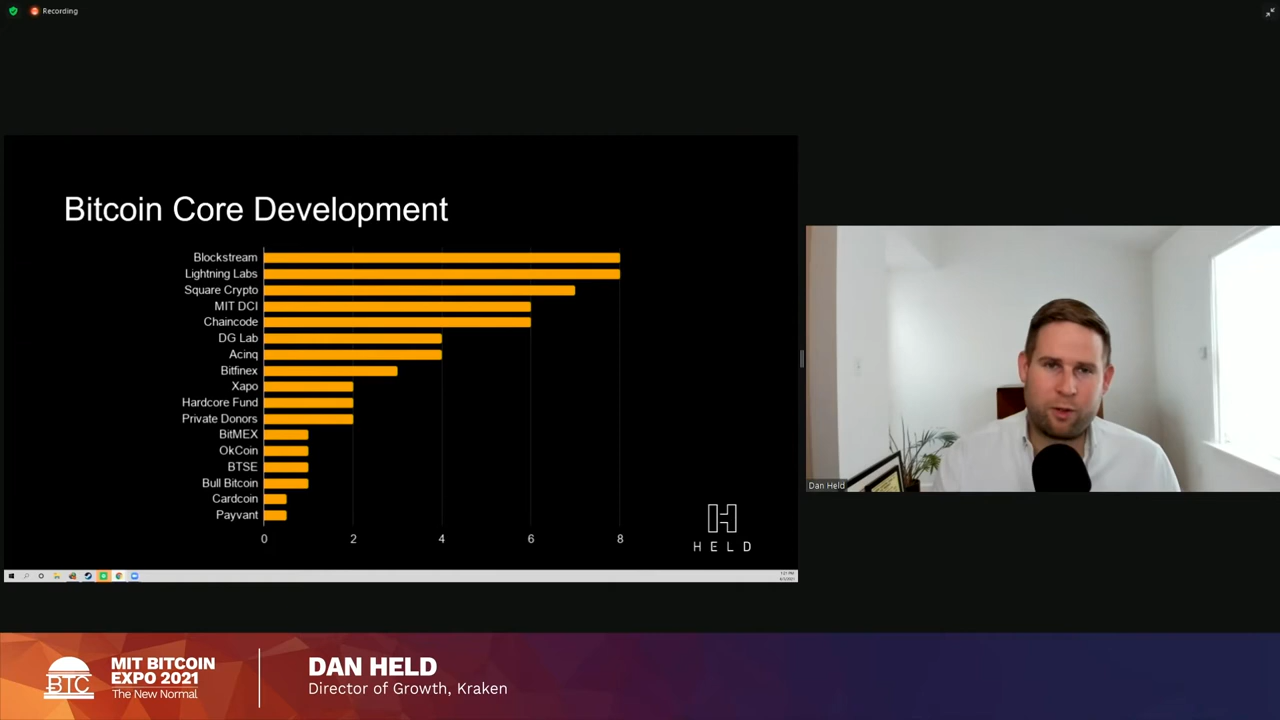 Recording
Bitcoin Core Development
Blockstream
Lightning Labs
Square Crypto
MIT DCI
Chaincode
DG Lab
Acinq
Bitfinex
Xapo
Hardcore Fund
Private Donors
BitMEX
OkCoin
BTSE
Bull Bitcoin
Cardcoin
Payvant
0 2 4 6 8
HELD
Dan Held
BTC
MIT BITCOIN
EXPO 2021
The New Normal
DAN HELD
Director of Growth, Kraken